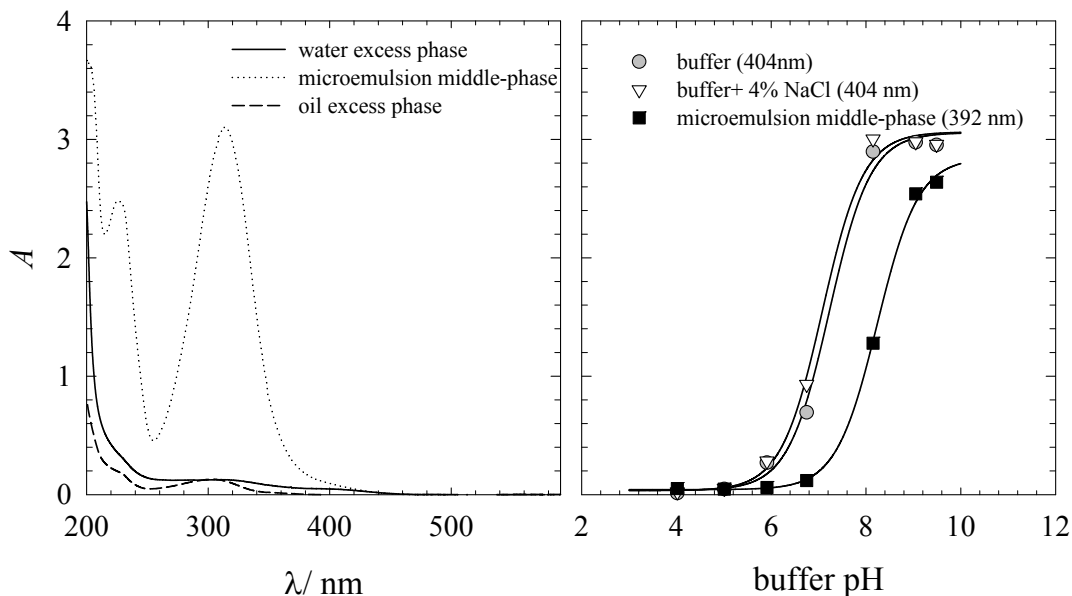 4
3
2
1
0
A
200
300
400
500
λ/ nm
water excess phase
microemulsion middle-phase
oil excess phase
buffer (404nm)
buffer+ 4% NaCl (404 nm)
microemulsion middle-phase (392 nm)
2
4
6
8
10
12
buffer pH